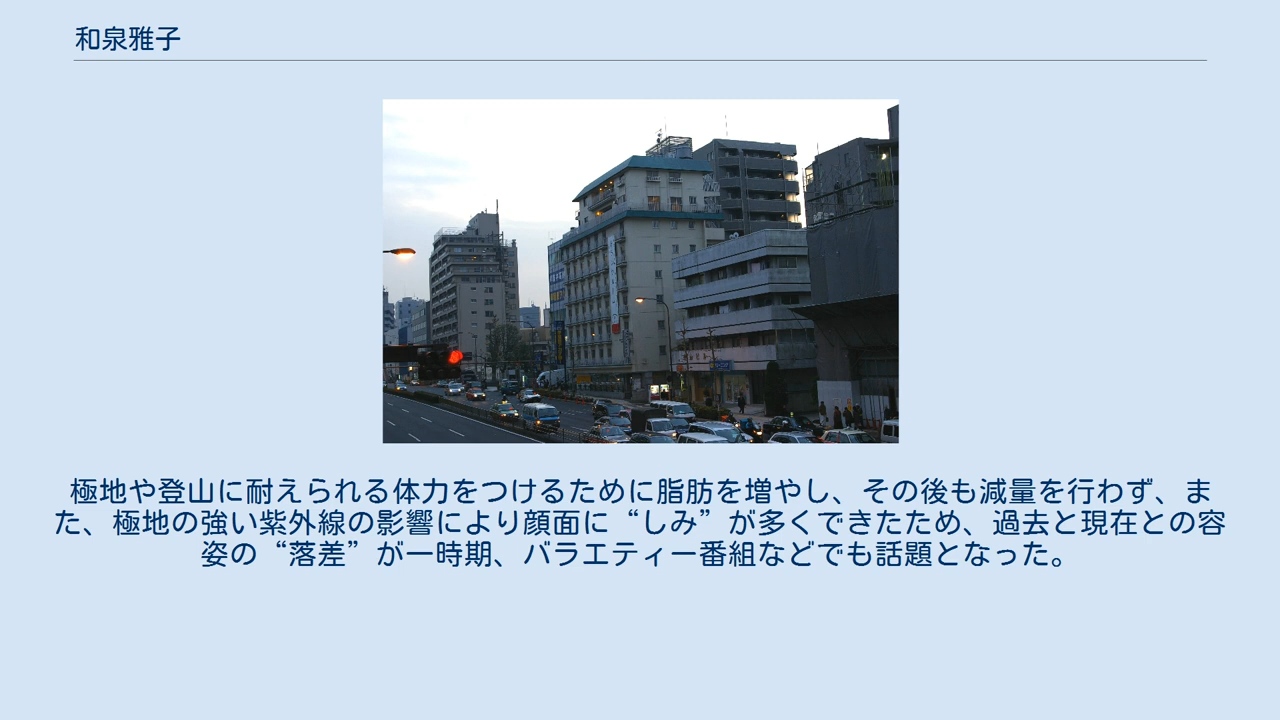 和泉雅子
極地や登山に耐えられる体力をつけるために脂肪を増やし、その後も減量を行わず、ま
た、極地の強い紫外線の影響により顔面に“しみ”が多くできたため、過去と現在との容
姿の“落差”が一時期、バラエティー番組などでも話題となった。